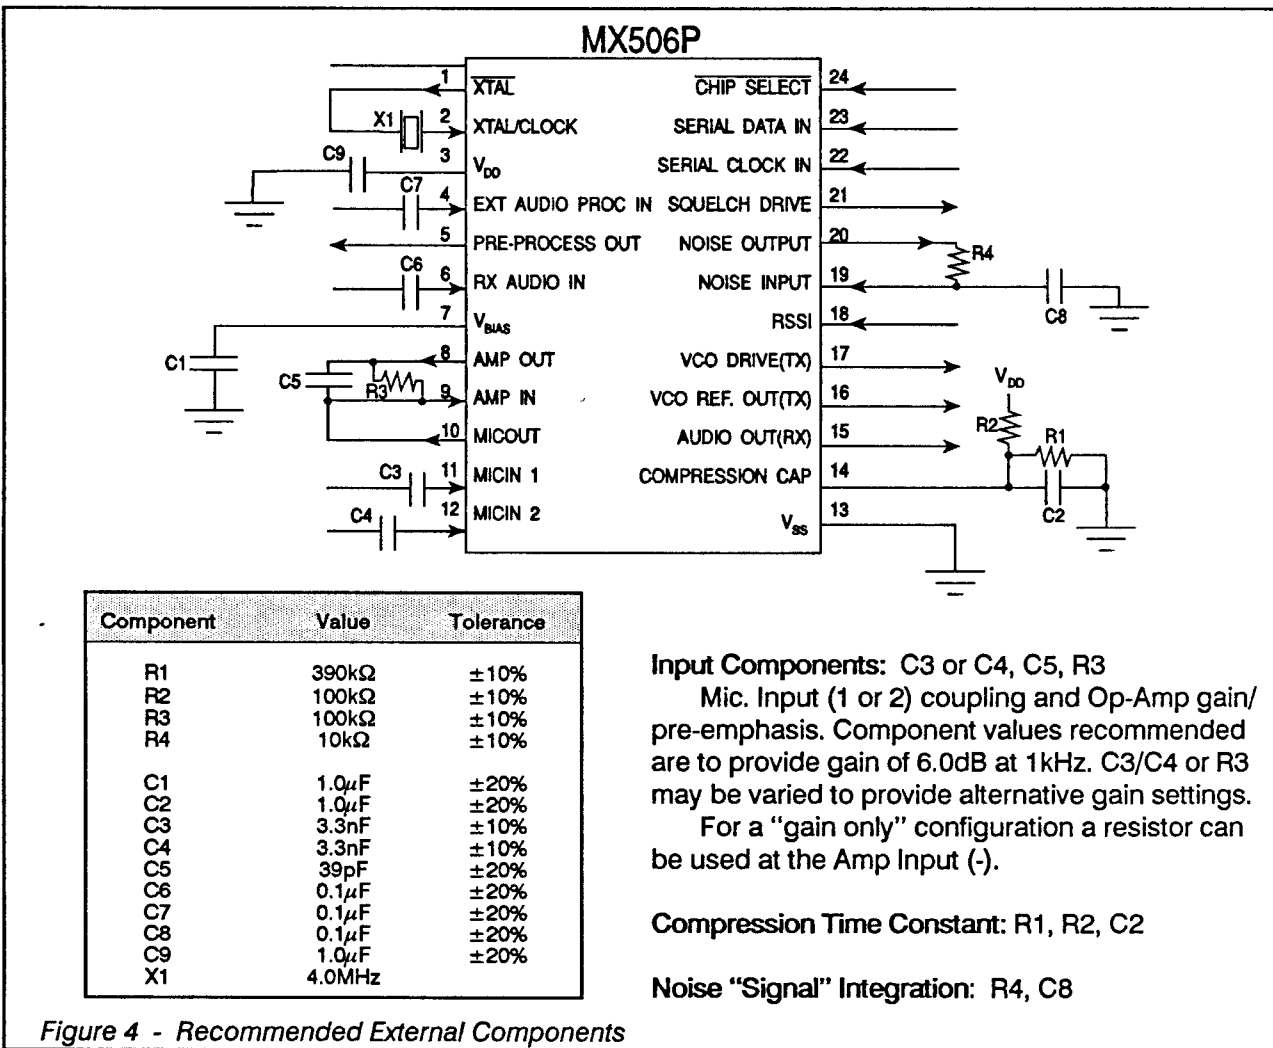 MX506P
1 XTAL
X1 2 XTAL/CLOCK
C9 3 VDD
C7 4 EXT AUDIO PROC IN
5 PRE-PROCESS OUT
C6 6 RX AUDIO IN
7 VBIAS
C1
8 AMP OUT
C5 R3 9 AMP IN
10 MICOUT
C3 11 MICIN 1
C4 12 MICIN 2
CHIP SELECT 24
SERIAL DATA IN 23
SERIAL CLOCK IN 22
SQUELCH DRIVE 21
NOISE OUTPUT 20
R4
NOISE INPUT 19
C8
RSSI 18
VCO DRIVE(TX) 17
VDD
VCO REF. OUT(TX) 16
R2 R1
AUDIO OUT(RX) 15
COMPRESSION CAP 14
C2
VSS 13
Component Value Tolerance
R1 390kΩ ±10%
R2 100kΩ ±10%
R3 100kΩ ±10%
R4 10kΩ ±10%
C1 1.0µF ±20%
C2 1.0µF ±20%
C3 3.3nF ±10%
C4 3.3nF ±10%
C5 39pF ±20%
C6 0.1µF ±20%
C7 0.1µF ±20%
C8 0.1µF ±20%
C9 1.0µF ±20%
X1 4.0MHz
Input Components: C3 or C4, C5, R3
Mic. Input (1 or 2) coupling and Op-Amp gain/
pre-emphasis. Component values recommended
are to provide gain of 6.0dB at 1kHz. C3/C4 or R3
may be varied to provide alternative gain settings.
For a "gain only" configuration a resistor can
be used at the Amp Input (-).
Compression Time Constant: R1, R2, C2
Noise "Signal" Integration: R4, C8
Figure 4 - Recommended External Components